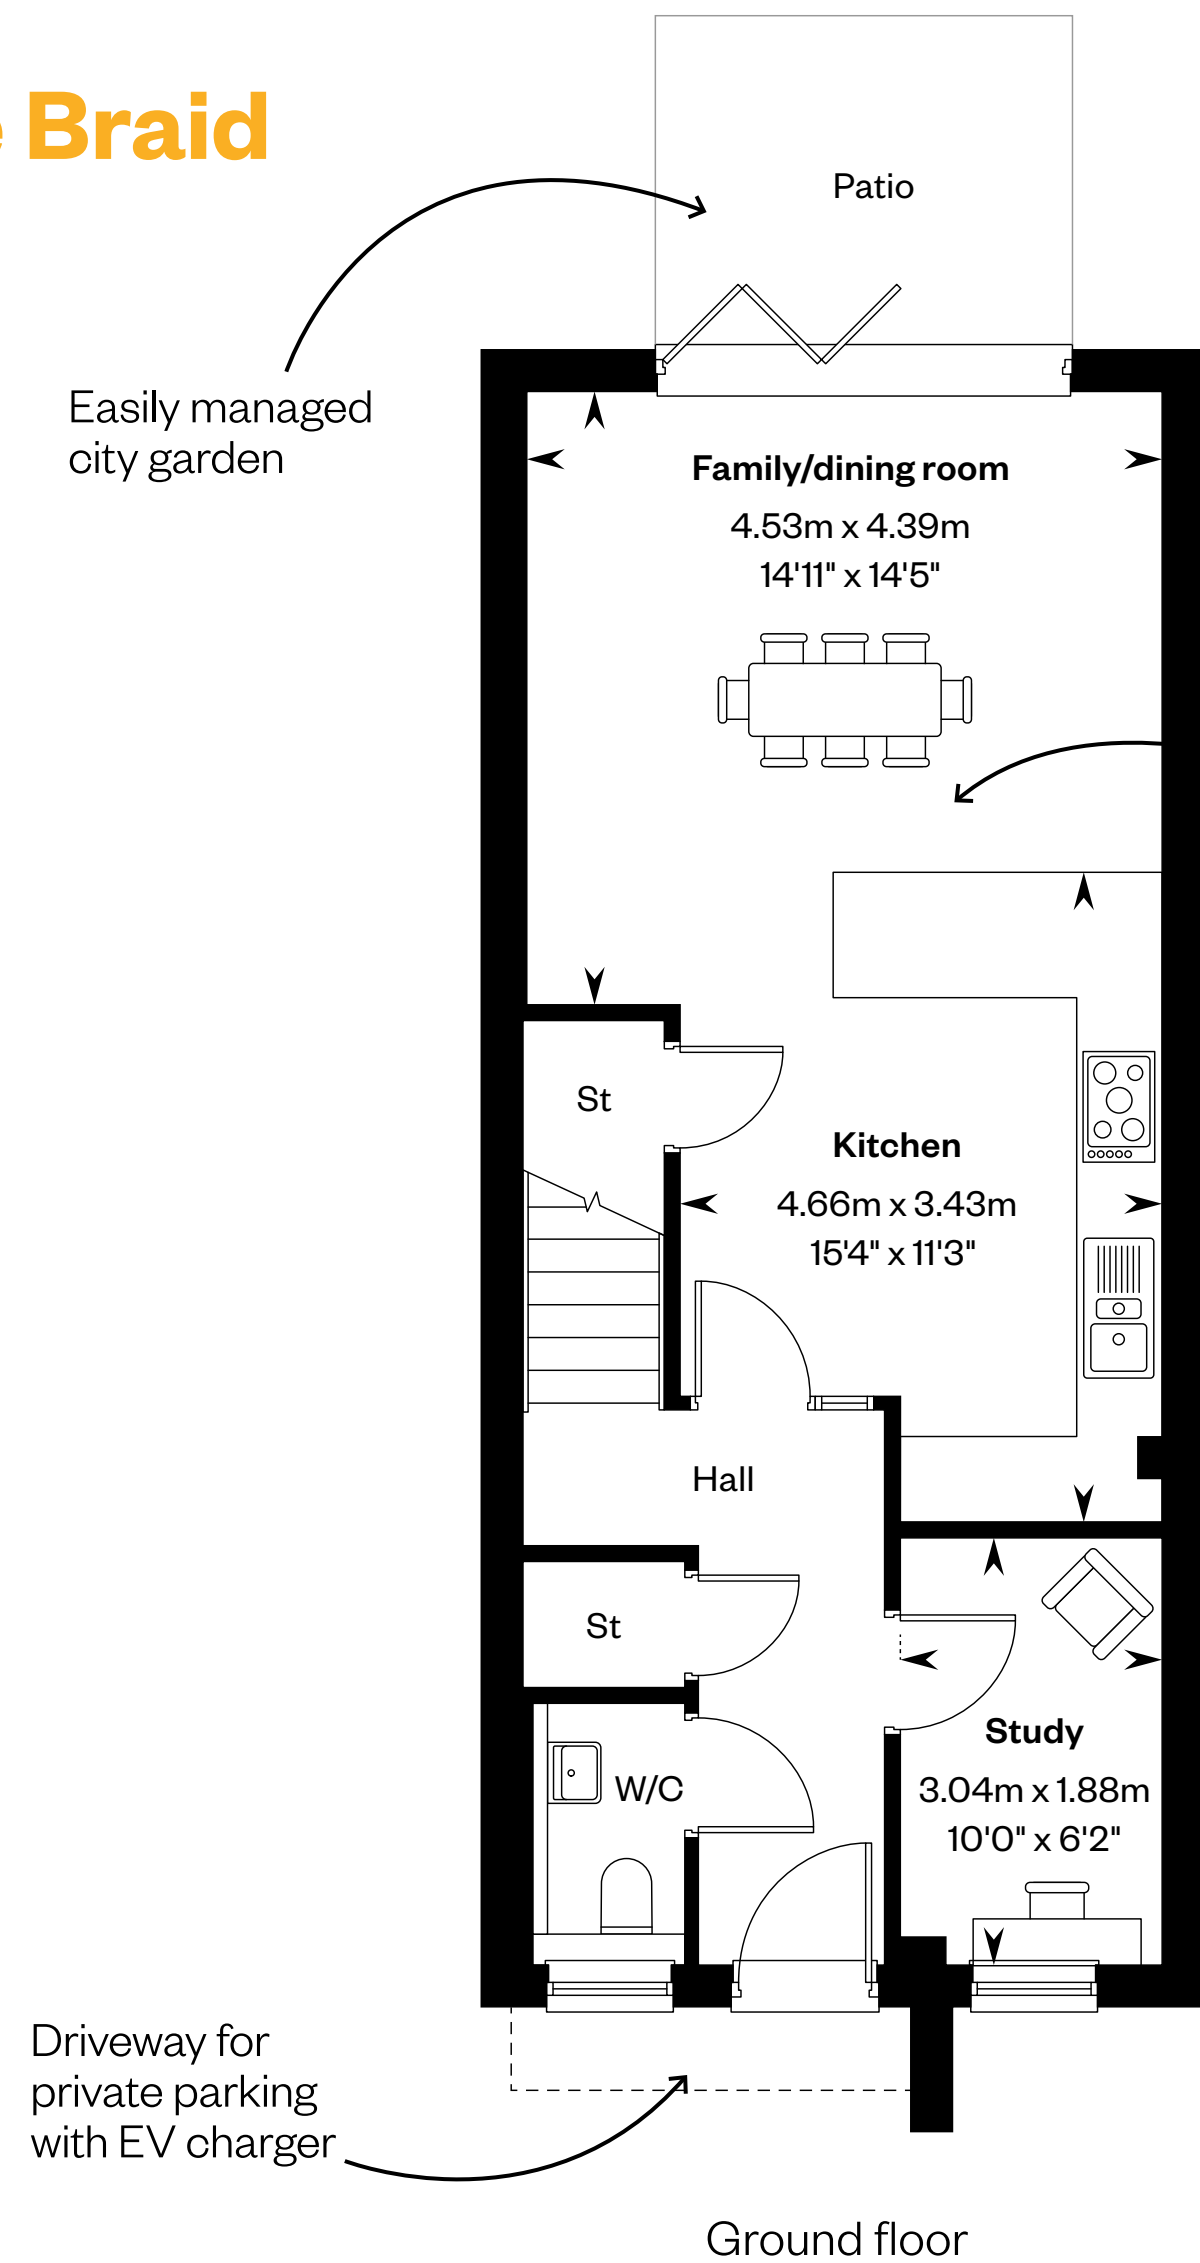 e Braid
Patio
Easily managed
city garden
Family/dining room
4.53m x 4.39m
14'11" x 14'5"
St
Kitchen
4.66m x 3.43m
15'4" x 11'3"
Hall
St
Study
3.04m x 1.88m
10'0" x 6'2"
W/C
Driveway for
private parking
with EV charger
Ground floor